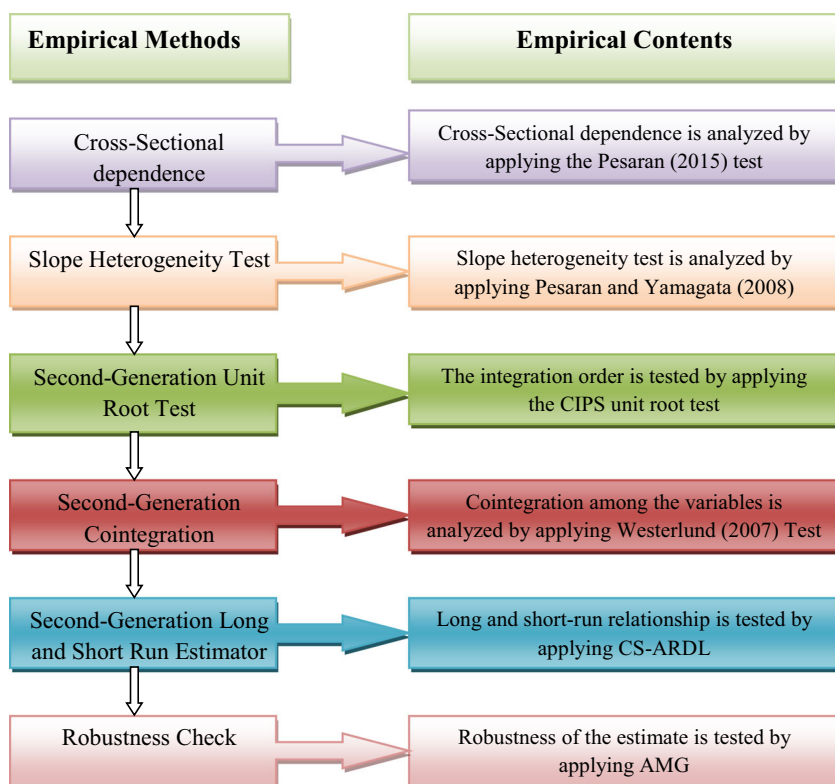 Empirical Methods
Empirical Contents
Cross-Sectional
dependence
Cross-Sectional dependence is analyzed by
applying the Pesaran (2015) test
Slope Heterogeneity Test
Slope heterogeneity test is analyzed by
applying Pesaran and Yamagata (2008)
Second-Generation Unit
Root Test
The integration order is tested by applying
the CIPS unit root test
Second-Generation
Cointegration
Cointegration among the variables is
analyzed by applying Westerlund (2007) Test
Second-Generation Long
and Short Run Estimator
Long and short-run relationship is tested by
applying CS-ARDL
Robustness Check
Robustness of the estimate is tested by
applying AMG